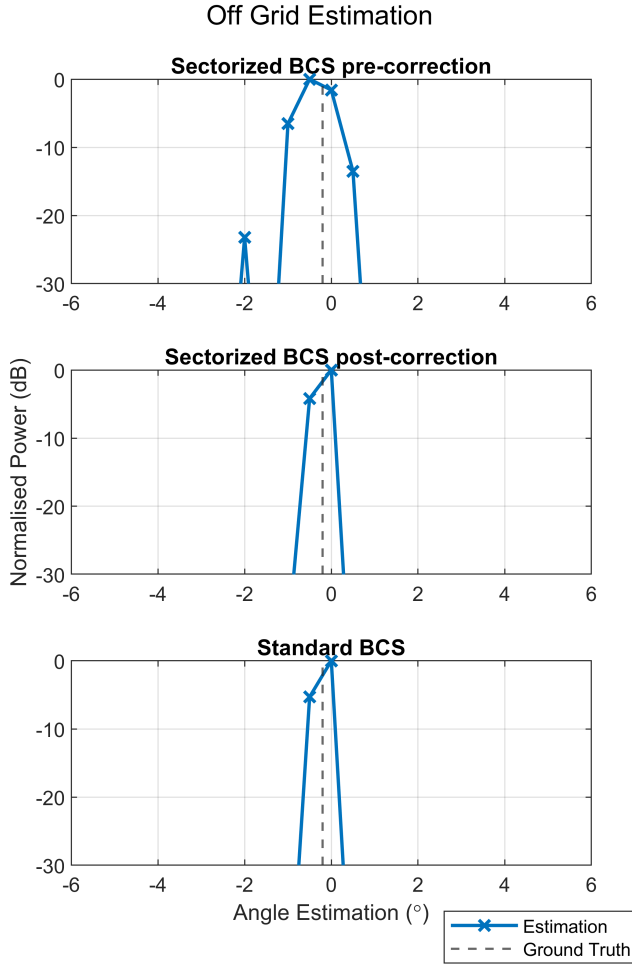 Off Grid Estimation
Sectorized BCS pre-correction
0
-10
-20
-30
-6 -4 -2 0 2 4 6
Sectorized BCS post-correction
0
-10
-20
-30
-6 -4 -2 0 2 4 6
Normalised Power (dB)
Standard BCS
0
-10
-20
-30
-6 -4 -2 0 2 4 6
Angle Estimation (°)
Estimation
Ground Truth